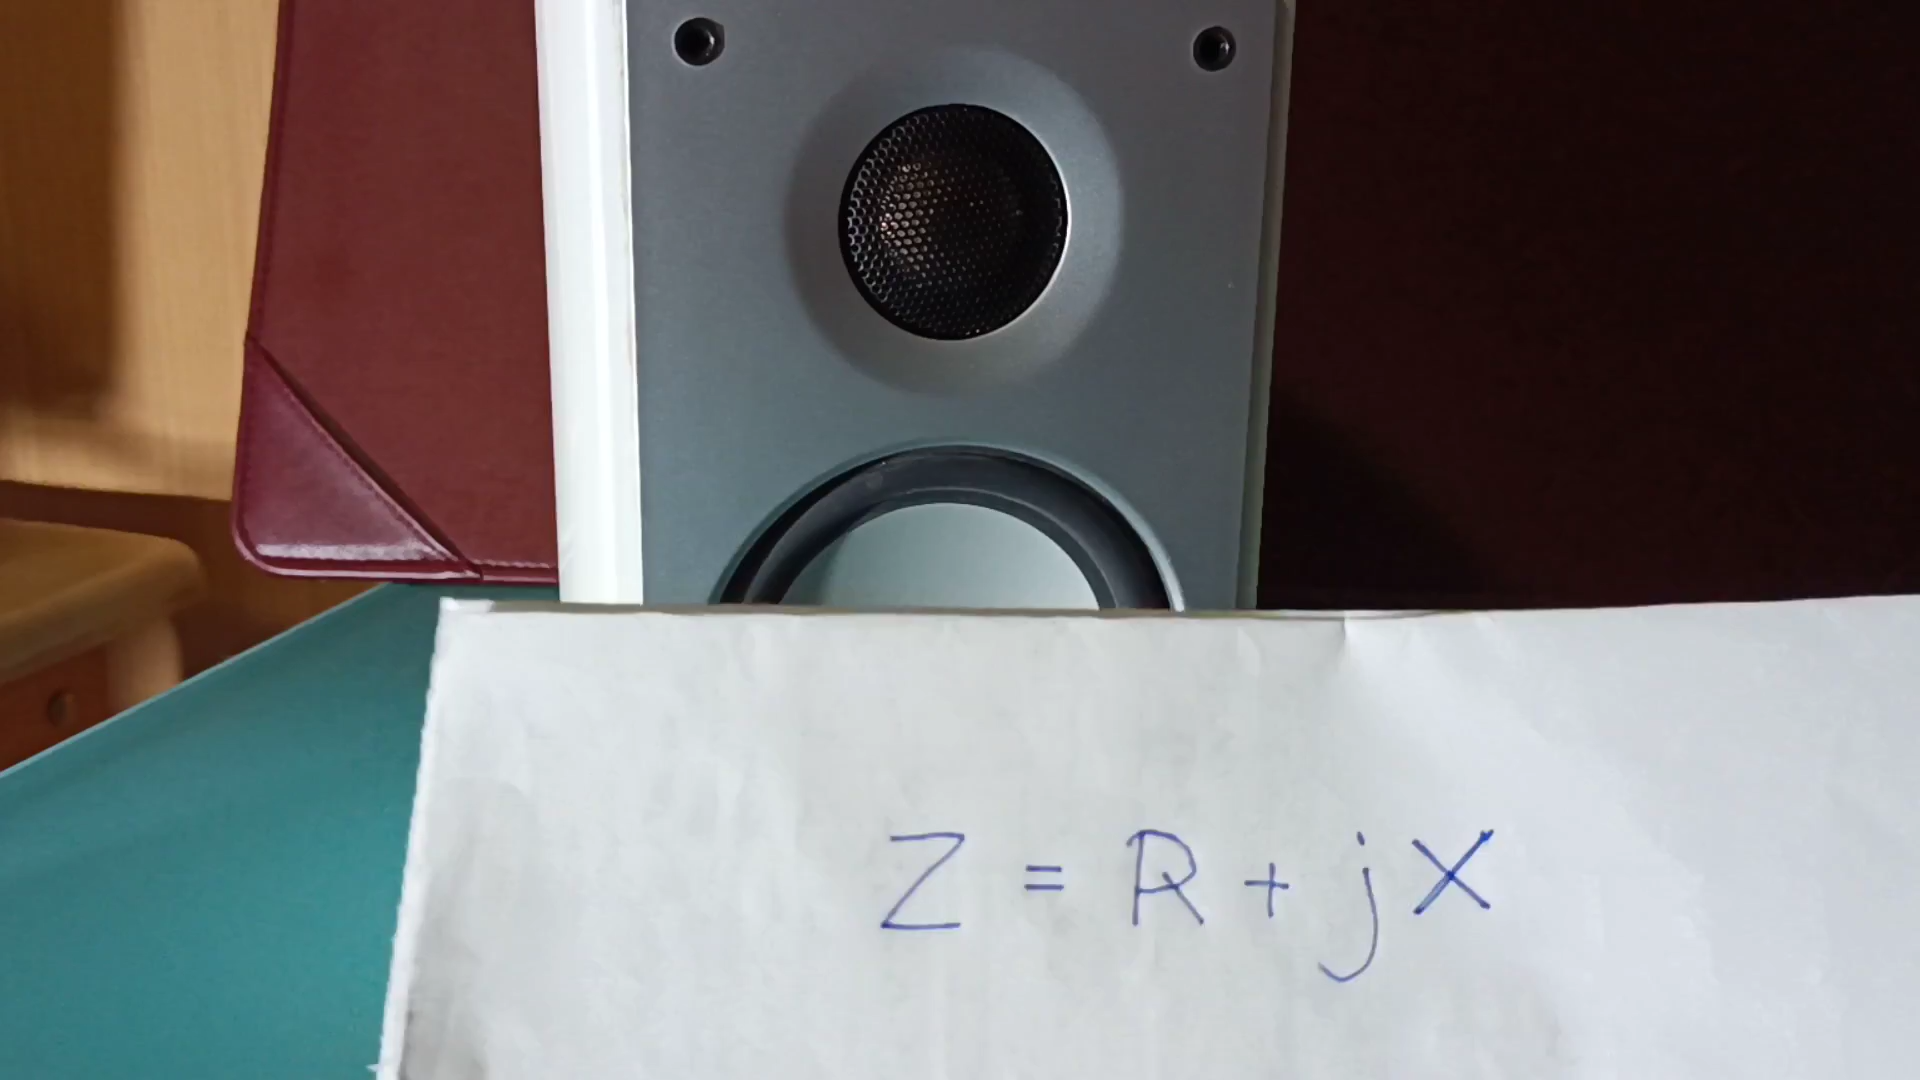 Z = R + jX